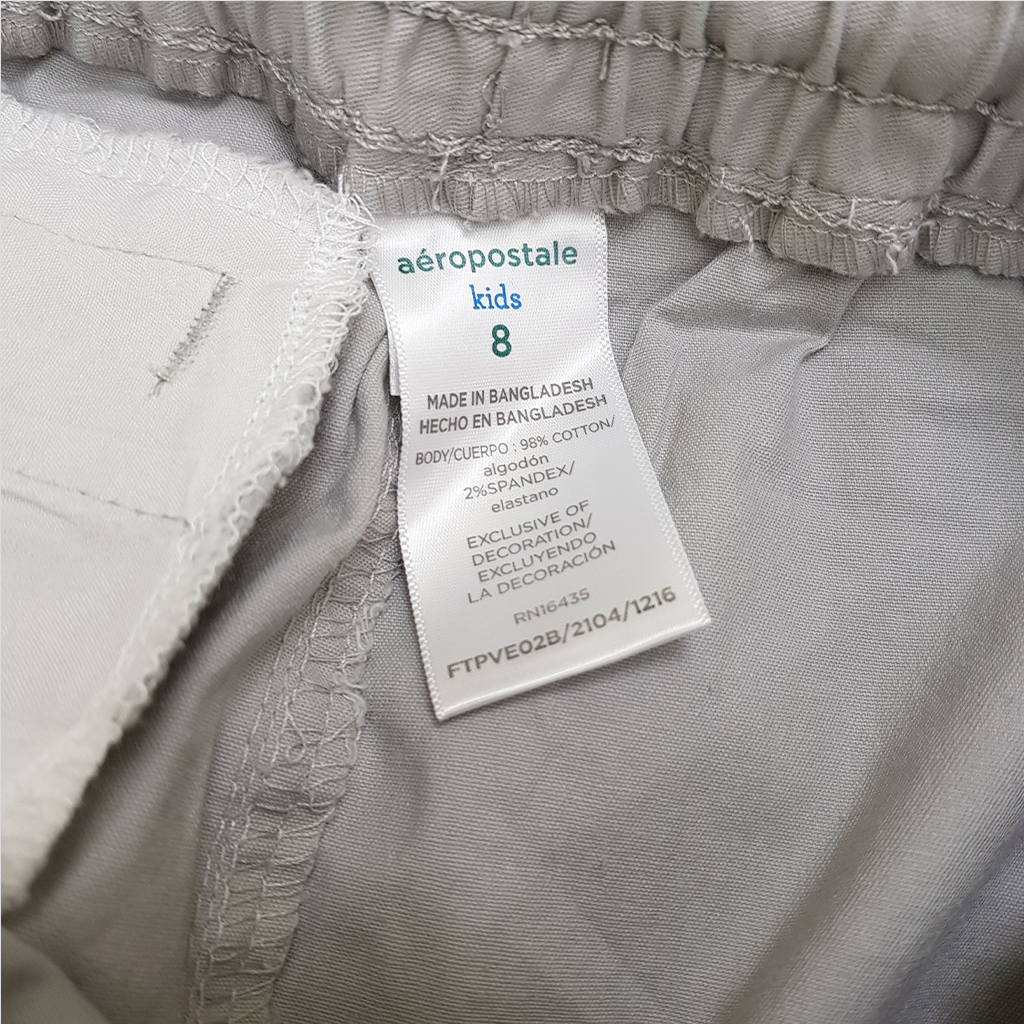 aéropostale
kids
8
MADE IN BANGLADESH
HECHO EN BANGLADESH
BODY/CUERPO : 98% COTTON/
algodón
2%SPANDEX/
elastano
EXCLUSIVE OF
DECORATION/
EXCLUYENDO
LA DECORACIÓN
RN16435
FTPVE02B/2104/1216